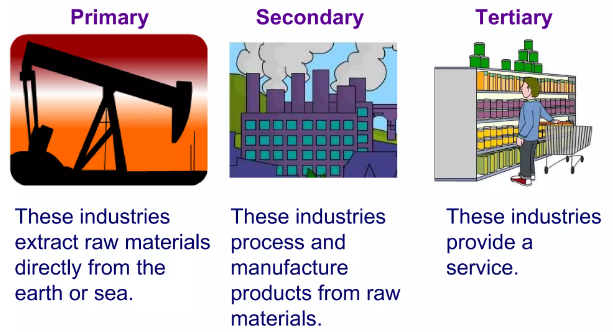 Primary
Secondary
Tertiary
These industries
extract raw materials
directly from the
earth or sea.
These industries
process and
manufacture
products from raw
materials.
These industries
provide a
service.